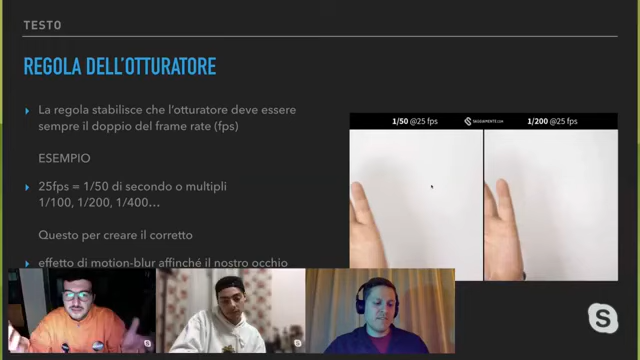 TESTO
REGOLA DELL'OTTURATORE
La regola stabilisce che l'otturatore deve essere
sempre il doppio del frame rate (fps)
ESEMPIO
25fps = 1/50 di secondo o multipli
1/100, 1/200, 1/400...
Questo per creare il corretto
effetto di motion-blur affinché il nostro occhio
1/50 @25 fps
1/200 @25 fps